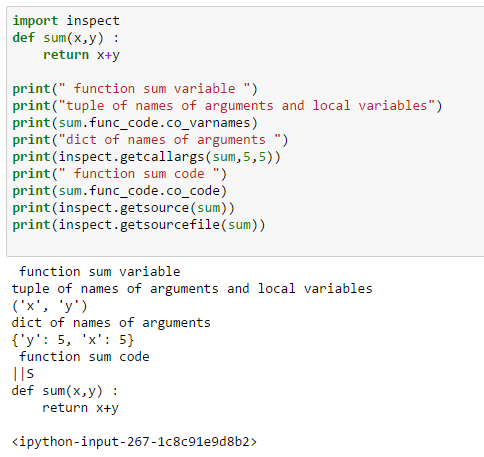 import inspect
def sum(x,y) :
    return x+y

print(" function sum variable ")
print("tuple of names of arguments and local variables")
print(sum.func_code.co_varnames)
print("dict of names of arguments ")
print(inspect.getcallargs(sum,5,5))
print(" function sum code ")
print(sum.func_code.co_code)
print(inspect.getsource(sum))
print(inspect.getsourcefile(sum))

 function sum variable
tuple of names of arguments and local variables
('x', 'y')
dict of names of arguments
{'y': 5, 'x': 5}
 function sum code
||S
def sum(x,y) :
    return x+y

<ipython-input-267-1c8c91e9d8b2>